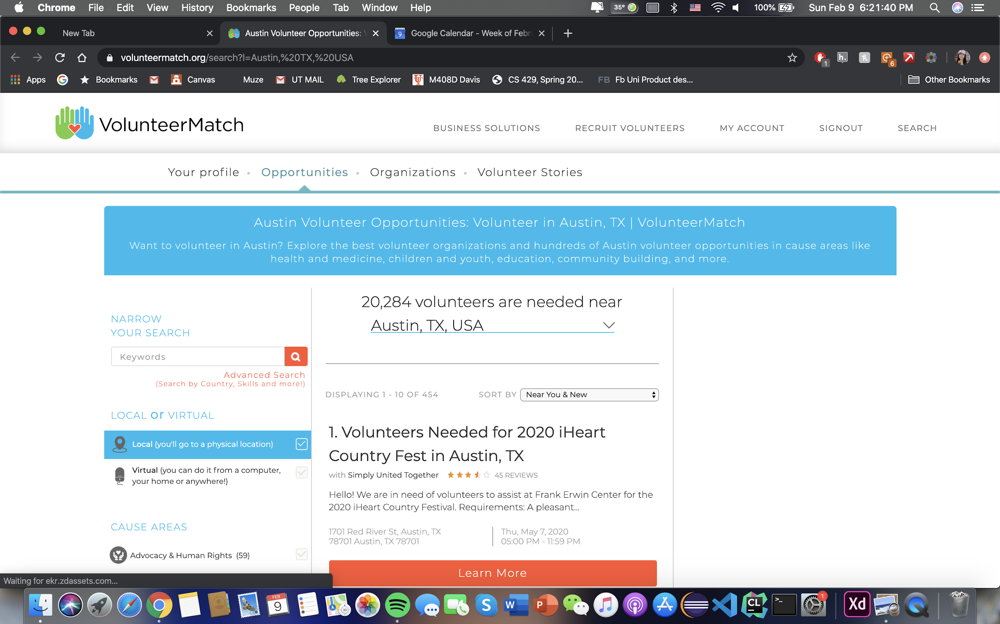 Chrome File Edit View History Bookmarks People Tab Window Help 35° 100% Sun Feb 9 6:21:40 PM
New Tab Austin Volunteer Opportunities: V Google Calendar - Week of Febru
volunteermatch.org/search?l=Austin,%20TX,%20USA h. 1 6
Apps Bookmarks Canvas Muze UT MAIL Tree Explorer M408D Davis CS 429, Spring 20... FB Fb Uni Product des... Other Bookmarks
VolunteerMatch
BUSINESS SOLUTIONS RECRUIT VOLUNTEERS MY ACCOUNT SIGNOUT SEARCH
Your profile • Opportunities • Organizations • Volunteer Stories
Austin Volunteer Opportunities: Volunteer in Austin, TX | VolunteerMatch
Want to volunteer in Austin? Explore the best volunteer organizations and hundreds of Austin volunteer opportunities in cause areas like
health and medicine, children and youth, education, community building, and more.
NARROW
YOUR SEARCH
Keywords
Advanced Search
(Search by Country, Skills and more!)
LOCAL or VIRTUAL
Local (you'll go to a physical location)
Virtual (you can do it from a computer,
your home or anywhere!)
CAUSE AREAS
Advocacy & Human Rights (59)
20,284 volunteers are needed near
Austin, TX, USA
DISPLAYING 1 - 10 OF 454 SORT BY Near You & New
1. Volunteers Needed for 2020 iHeart
Country Fest in Austin, TX
with Simply United Together 45 REVIEWS
Hello! We are in need of volunteers to assist at Frank Erwin Center for the
2020 iHeart Country Festival. Requirements: A pleasant...
1701 Red River St, Austin, TX
78701 Austin, TX 78701
Thu, May 7, 2020
05:00 PM - 11:59 PM
Learn More
Waiting for ekr.zdassets.com...
FEB
9
3D
S W P CL >_ 1 Xd